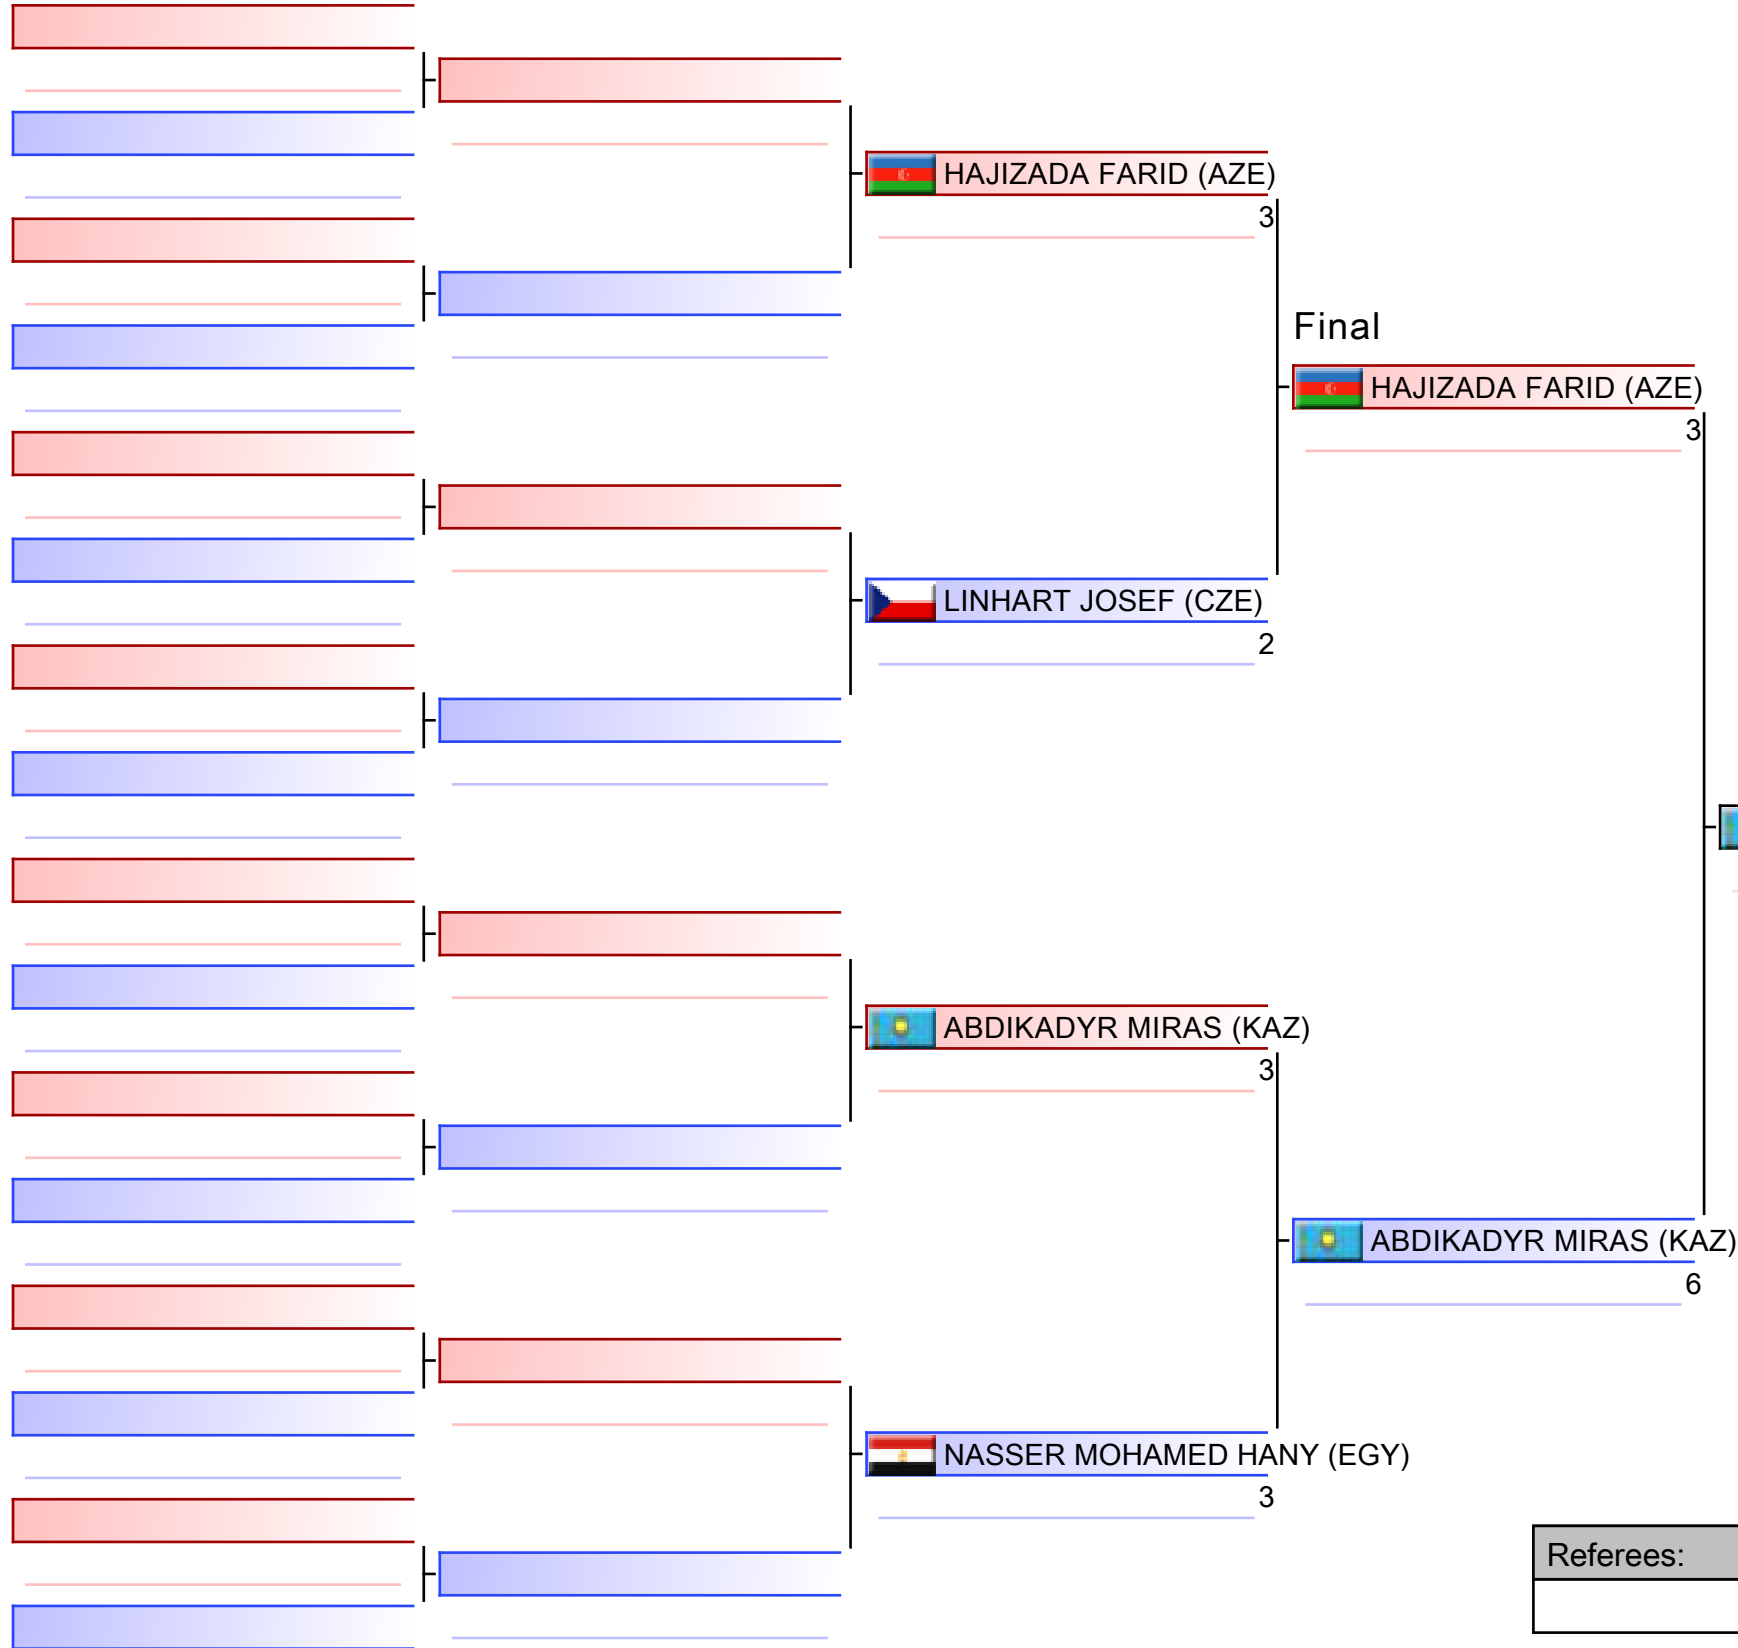 HAJIZADA FARID (AZE)
3
Final
HAJIZADA FARID (AZE)
3
LINHART JOSEF (CZE)
2
ABDIKADYR MIRAS (KAZ)
3
ABDIKADYR MIRAS (KAZ)
6
NASSER MOHAMED HANY (EGY)
3
Referees: